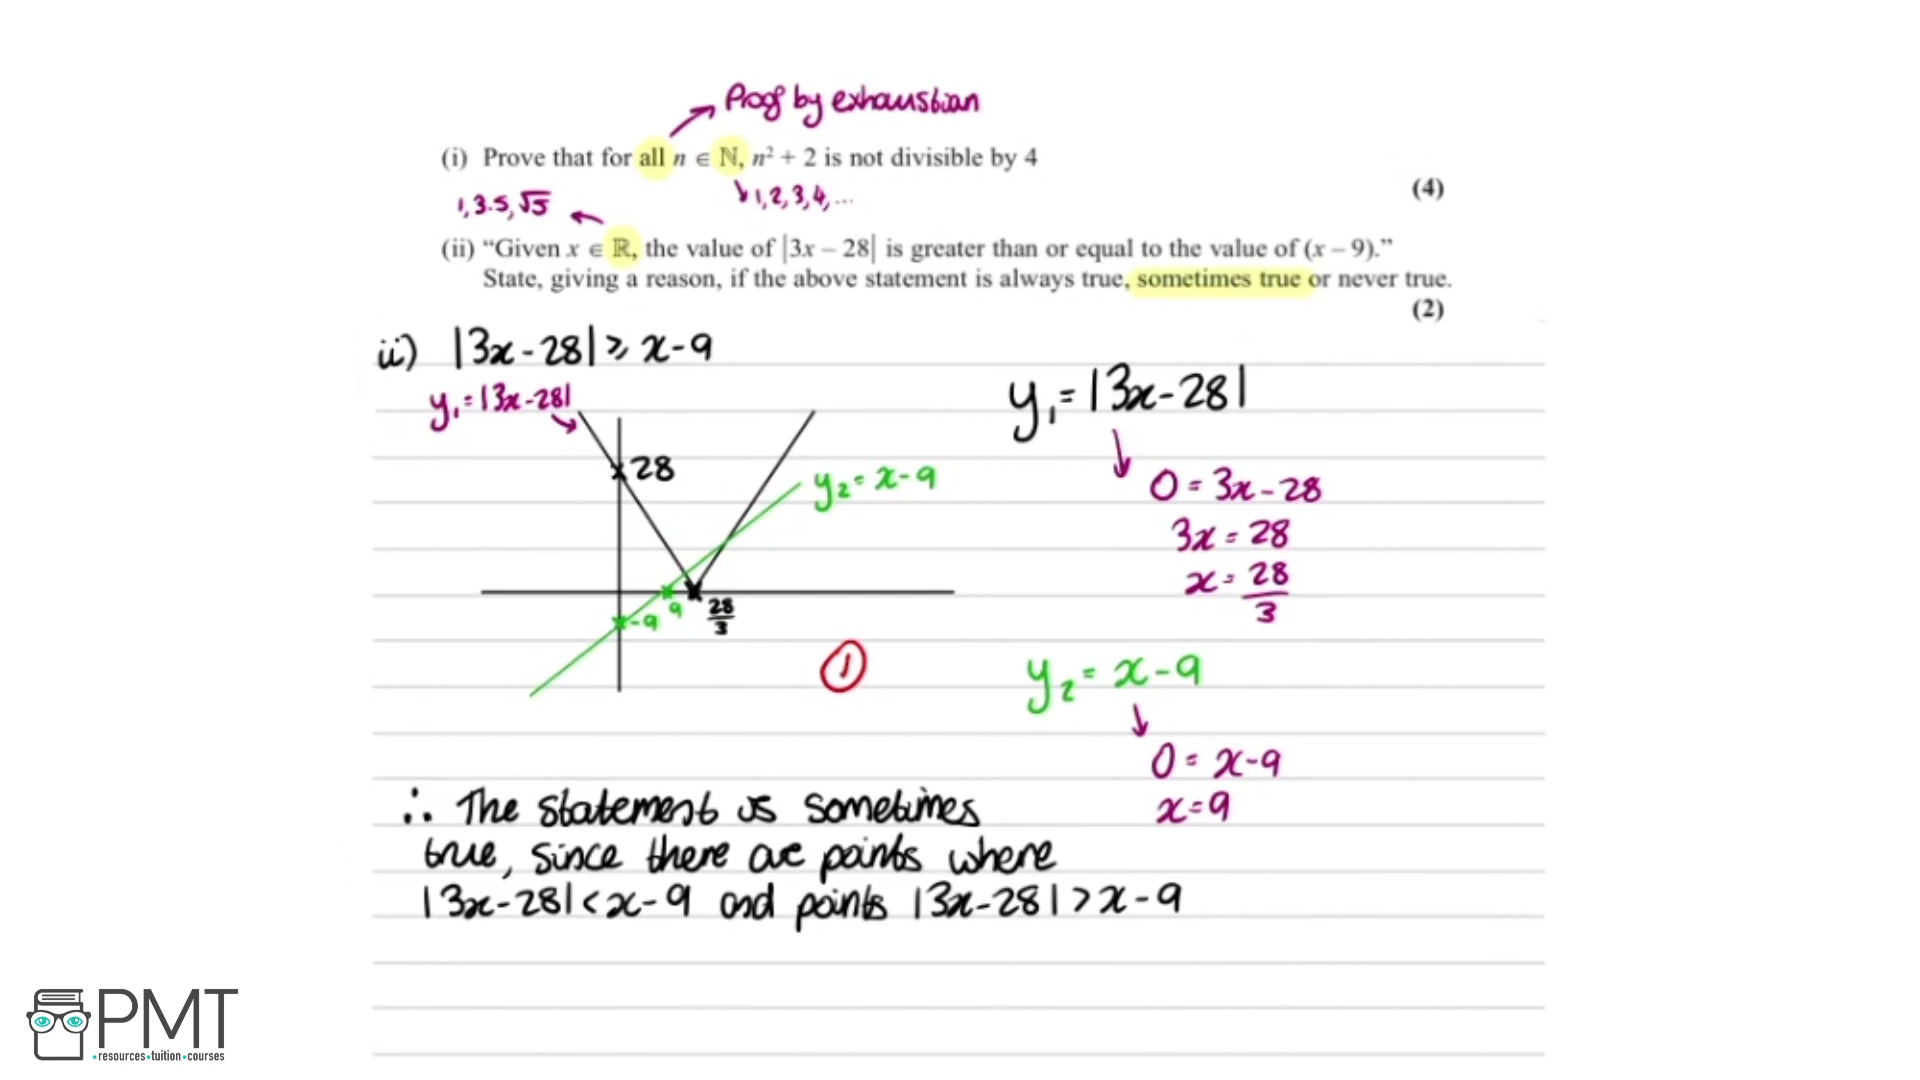 Proof by exhaustion
(i) Prove that for all n ∈ ℕ, n² + 2 is not divisible by 4
(4)
1, 3.5, √5
1, 2, 3, 4, ...
(ii) “Given x ∈ ℝ, the value of |3x – 28| is greater than or equal to the value of (x – 9).”
State, giving a reason, if the above statement is always true, sometimes true or never true.
(2)
ii) |3x - 28| ≥ x - 9
y₁ = |3x - 28|
28
y₂ = x - 9
-9
9
28/3
①
y₁ = |3x - 28|
0 = 3x - 28
3x = 28
x = 28/3
y₂ = x - 9
0 = x - 9
x = 9
∴ The statement is sometimes
true, since there are points where
|3x - 28| < x - 9 and points |3x - 28| > x - 9
PMT
•resources•tuition•courses